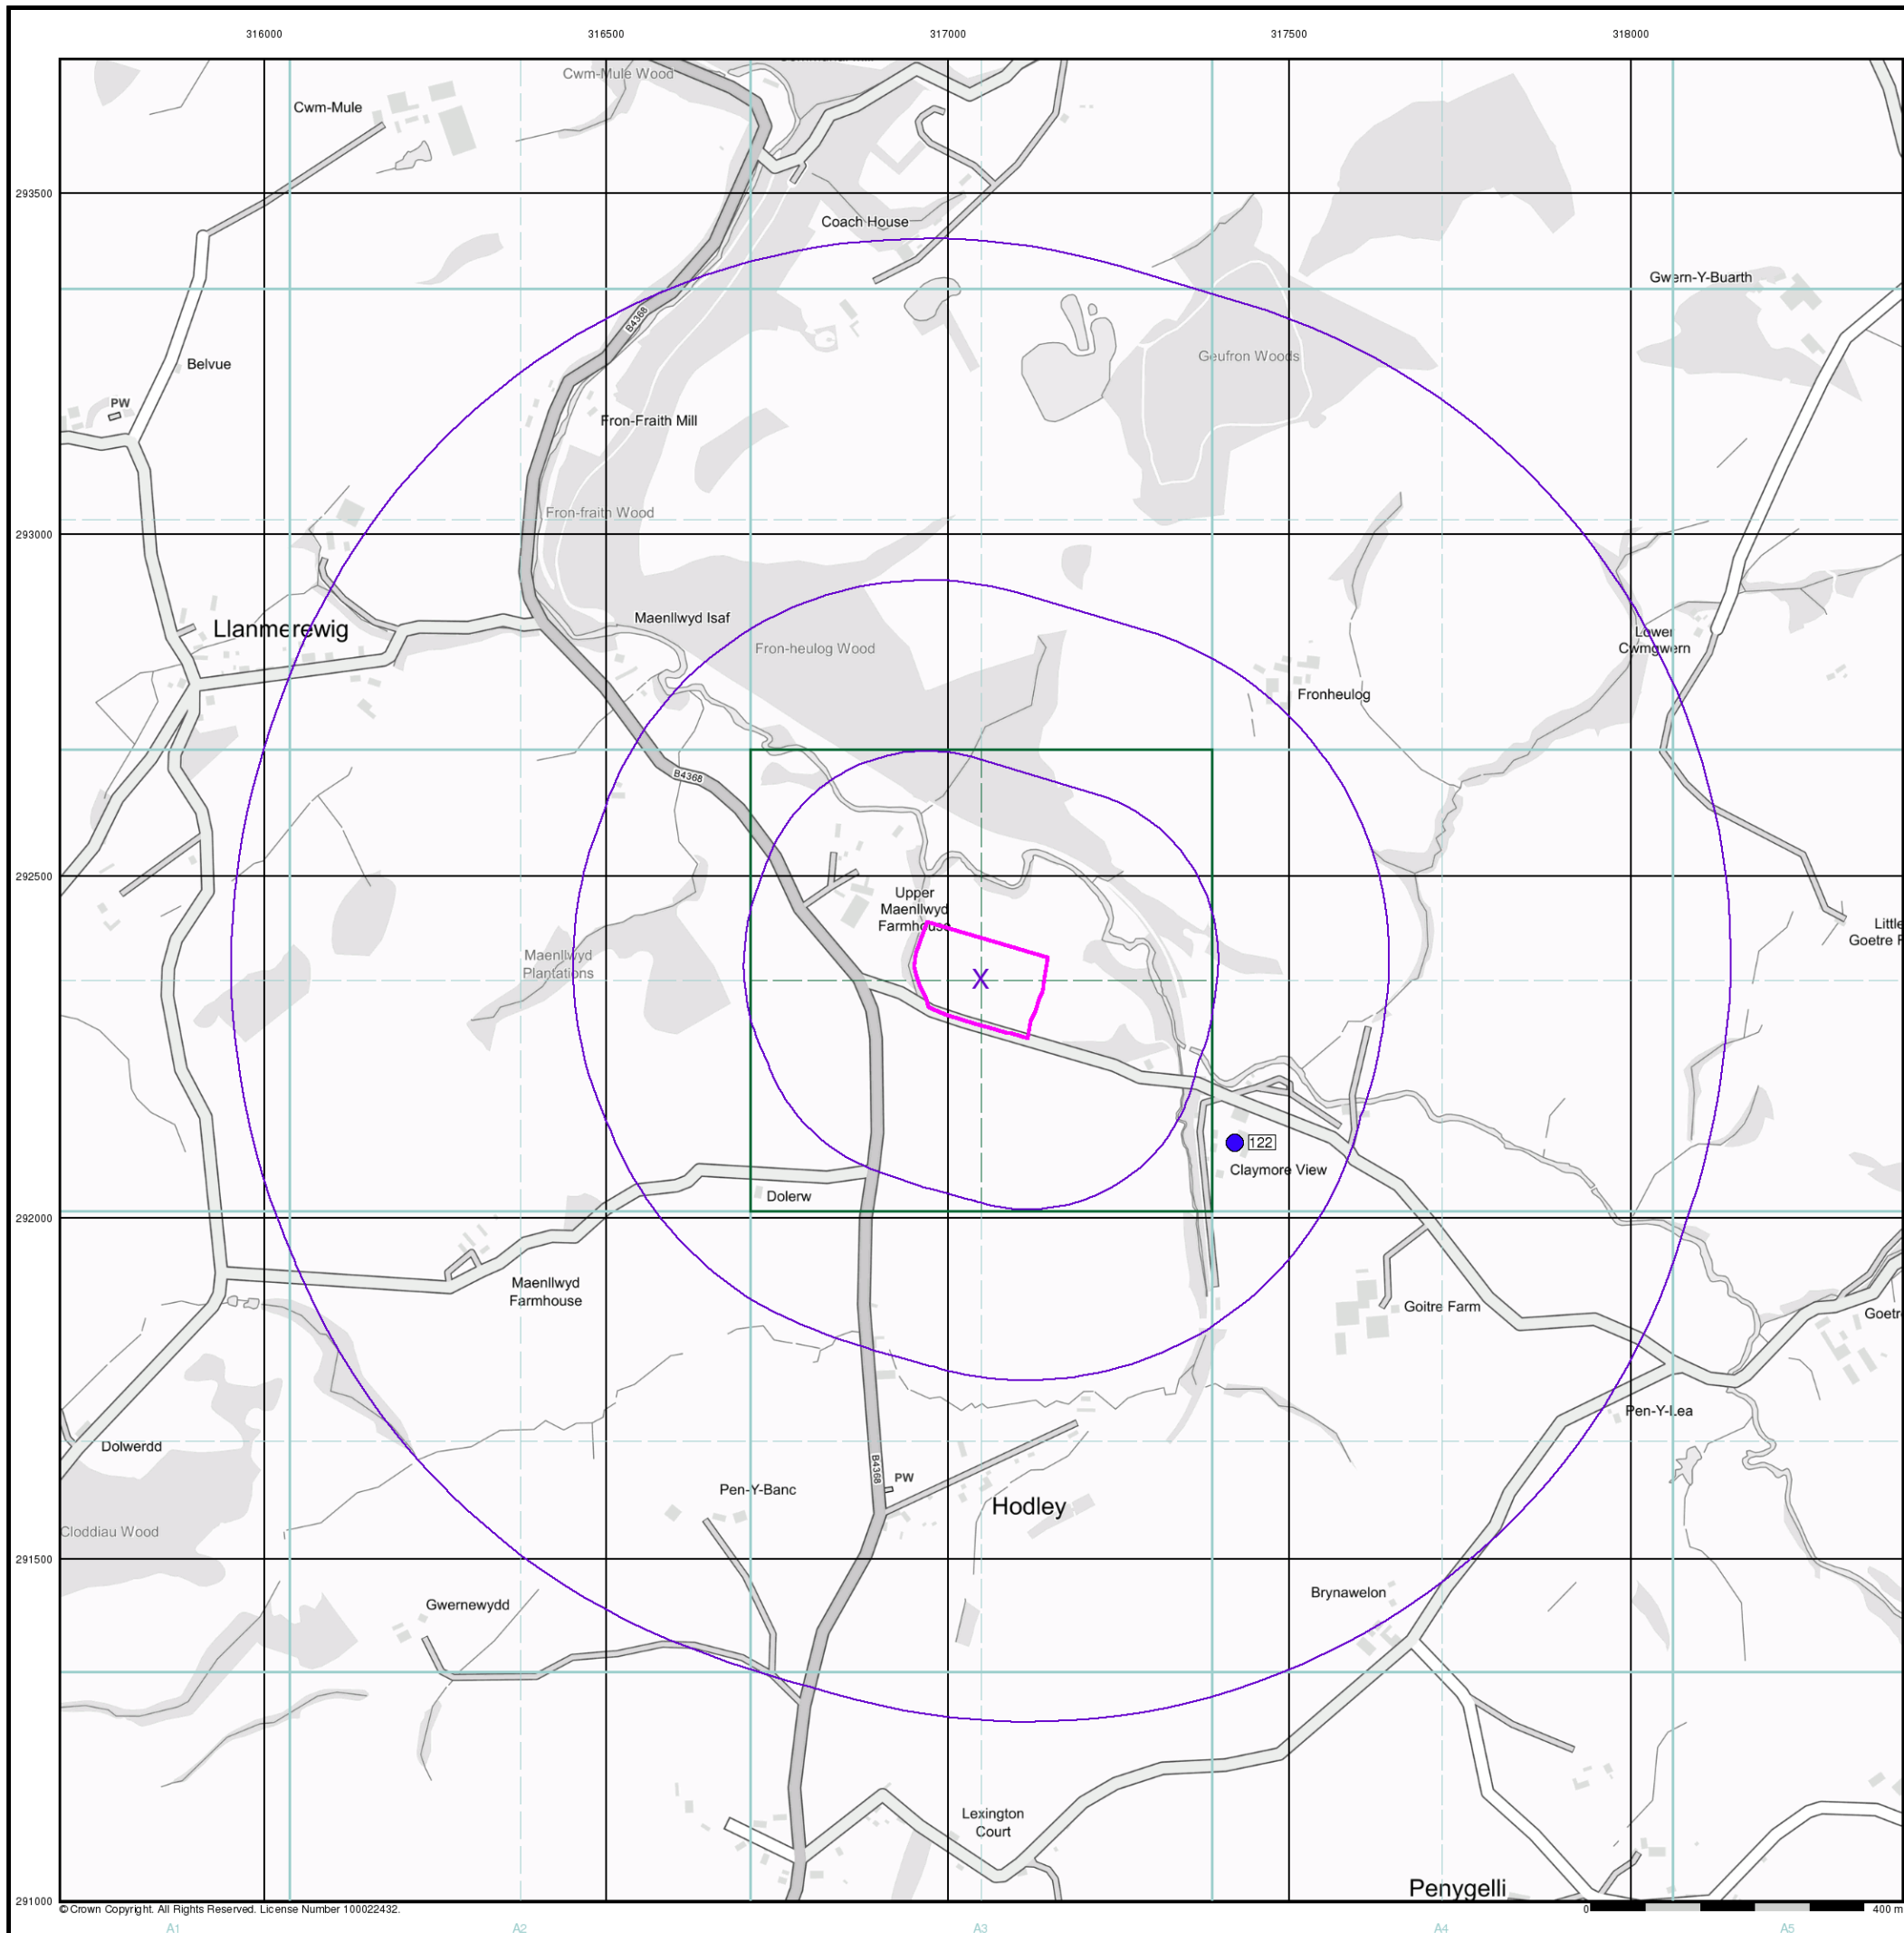 316000 316500 317000 317500 318000
Cwm-Mule Wood
Cwm-Mule
293500
Coach House
Gwern-Y-Buarth
B4368
Geufron Woods
Belvue
PW
Fron-Fraith Mill
Fron-fraith Wood
293000
Maenllwyd Isaf
Llanmerewig
Lower
Cwmgwern
Fron-heulog Wood
Fronheulog
B4368
292500
Upper
Maenllwyd
Farmhouse
Little
Goetre F
Maenllwyd
Plantations
X
122
Claymore View
Dolerw
292000
Maenllwyd
Farmhouse
Goitre Farm
Goetre
Pen-Y-Lea
Dolwerdd
B4368
PW
Pen-Y-Banc
Hodley
Cloddiau Wood
291500
Brynawelon
Gwernewydd
Lexington
Court
Penygelli
291000
© Crown Copyright. All Rights Reserved. License Number 100022432.
0 400 m
A1 A2 A3 A4 A5